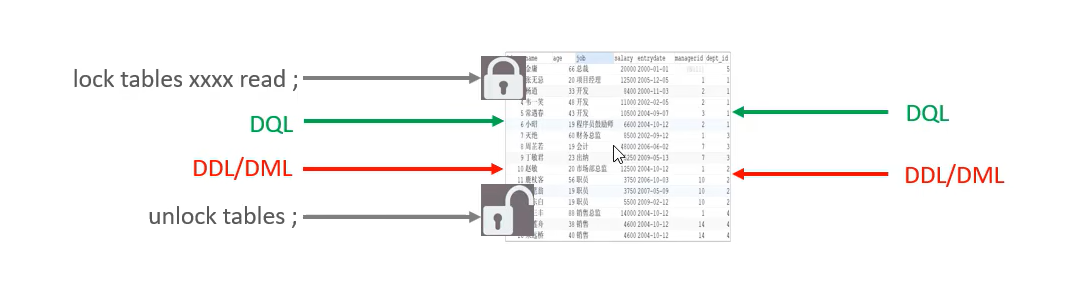 name age job salary entrydate managerid dept_id
金庸 66 总裁 20000 2000-01-01 5
lock tables xxxx read ; 张无忌 20 项目经理 12500 2005-12-05 1 1
杨逍 33 开发 8400 2000-11-03 2 1
4 韦一笑 48 开发 11000 2002-02-05 2 1
5 常遇春 43 开发 10500 2004-09-07 3 1
DQL 6 小昭 19 程序员鼓励师 6600 2004-10-12 2 1 DQL
7 灭绝 60 财务总监 8500 2002-09-12 1 3
8 周芷若 19 会计 48000 2006-06-02 7 3
9 丁敏君 23 出纳 5250 2009-05-13 7 3
DDL/DML 10 赵敏 20 市场部总监 12500 2004-10-12 1 2 DDL/DML
11 鹿杖客 职员 3750 2006-10-03 10 2
19 职员 3750 2007-05-09 10 2
19 职员 5500 2009-02-12 10 2
unlock tables ; 88 销售总监 14000 2004-10-12 1 4
38 销售 4600 2004-10-12 14 4
40 销售 4600 2004-10-12 14 4